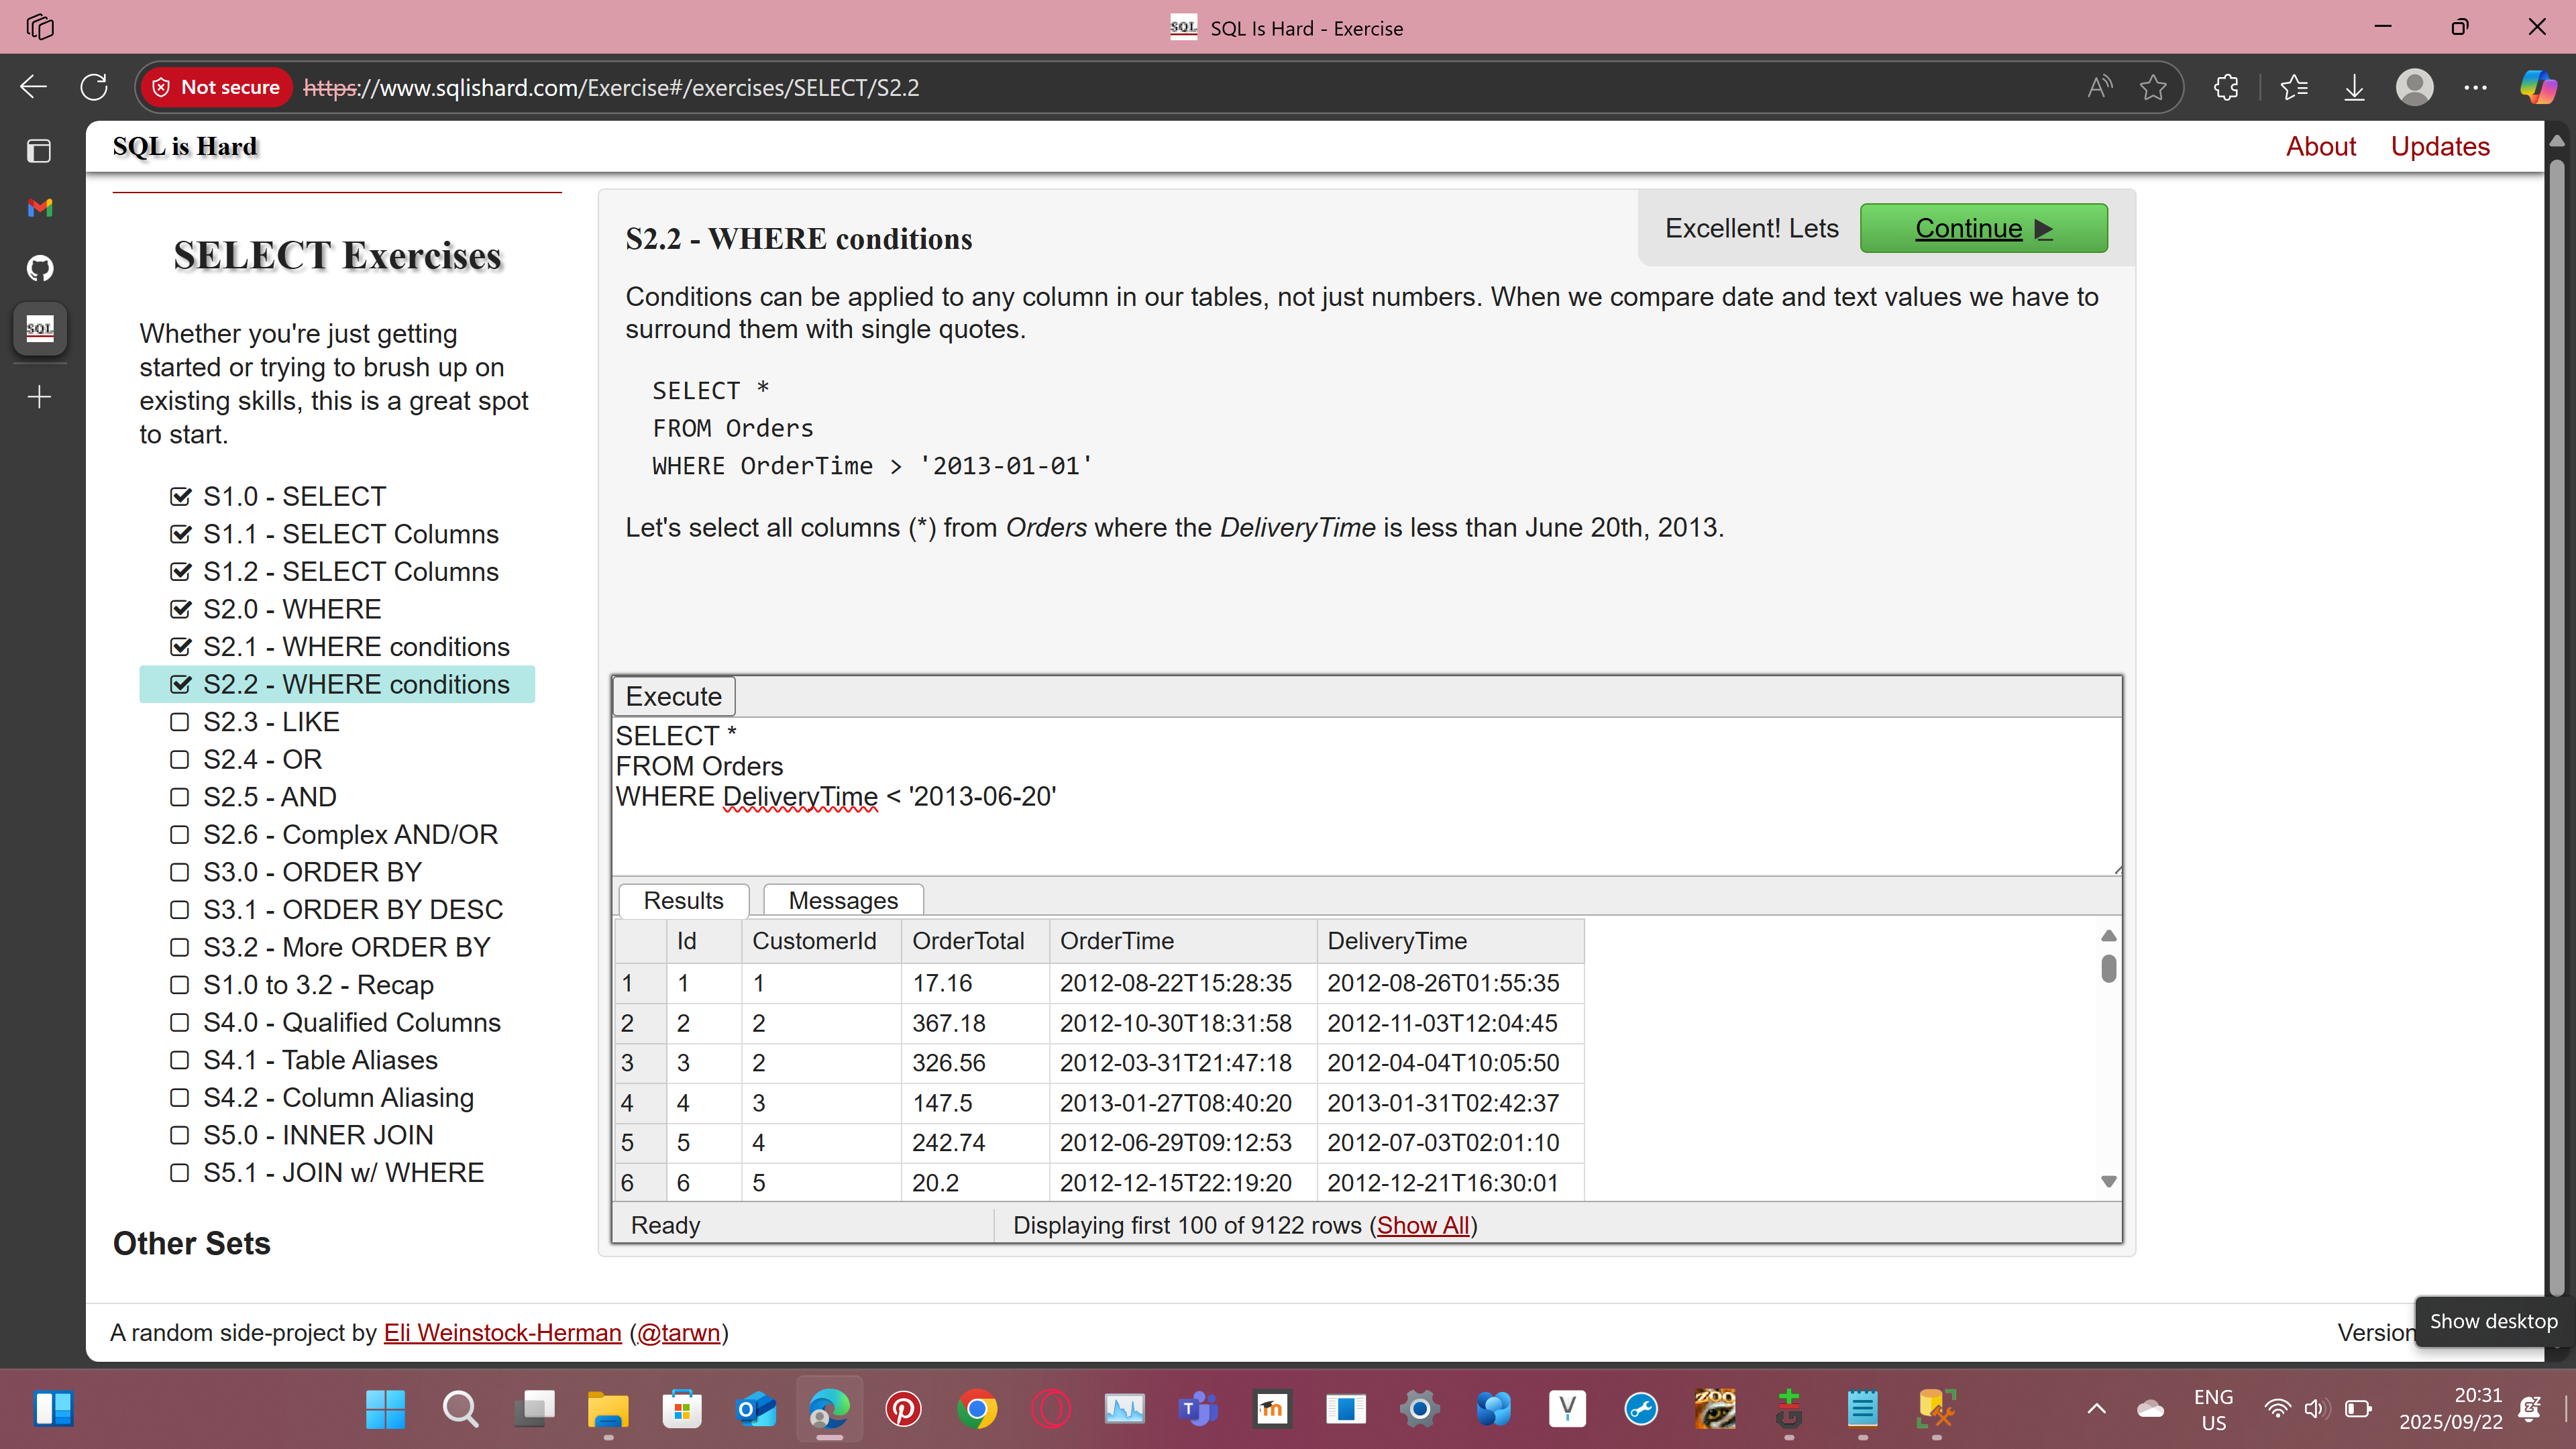 SQL Is Hard - Exercise
Not secure
https://www.sqlishard.com/Exercise#/exercises/SELECT/S2.2
SQL is Hard
About
Updates
SELECT Exercises
Whether you're just getting
started or trying to brush up on
existing skills, this is a great spot
to start.
S1.0 - SELECT
S1.1 - SELECT Columns
S1.2 - SELECT Columns
S2.0 - WHERE
S2.1 - WHERE conditions
S2.2 - WHERE conditions
S2.3 - LIKE
S2.4 - OR
S2.5 - AND
S2.6 - Complex AND/OR
S3.0 - ORDER BY
S3.1 - ORDER BY DESC
S3.2 - More ORDER BY
S1.0 to 3.2 - Recap
S4.0 - Qualified Columns
S4.1 - Table Aliases
S4.2 - Column Aliasing
S5.0 - INNER JOIN
S5.1 - JOIN w/ WHERE
Other Sets
S2.2 - WHERE conditions
Excellent! Lets Continue
Conditions can be applied to any column in our tables, not just numbers. When we compare date and text values we have to
surround them with single quotes.
SELECT *
FROM Orders
WHERE OrderTime > '2013-01-01'
Let's select all columns (*) from Orders where the DeliveryTime is less than June 20th, 2013.
Execute
SELECT *
FROM Orders
WHERE DeliveryTime < '2013-06-20'
Results Messages
Id CustomerId OrderTotal OrderTime DeliveryTime
1 1 1 17.16 2012-08-22T15:28:35 2012-08-26T01:55:35
2 2 2 367.18 2012-10-30T18:31:58 2012-11-03T12:04:45
3 3 2 326.56 2012-03-31T21:47:18 2012-04-04T10:05:50
4 4 3 147.5 2013-01-27T08:40:20 2013-01-31T02:42:37
5 5 4 242.74 2012-06-29T09:12:53 2012-07-03T02:01:10
6 6 5 20.2 2012-12-15T22:19:20 2012-12-21T16:30:01
Ready
Displaying first 100 of 9122 rows (Show All)
A random side-project by Eli Weinstock-Herman (@tarwn)
Version
Show desktop
ENG
US
20:31
2025/09/22